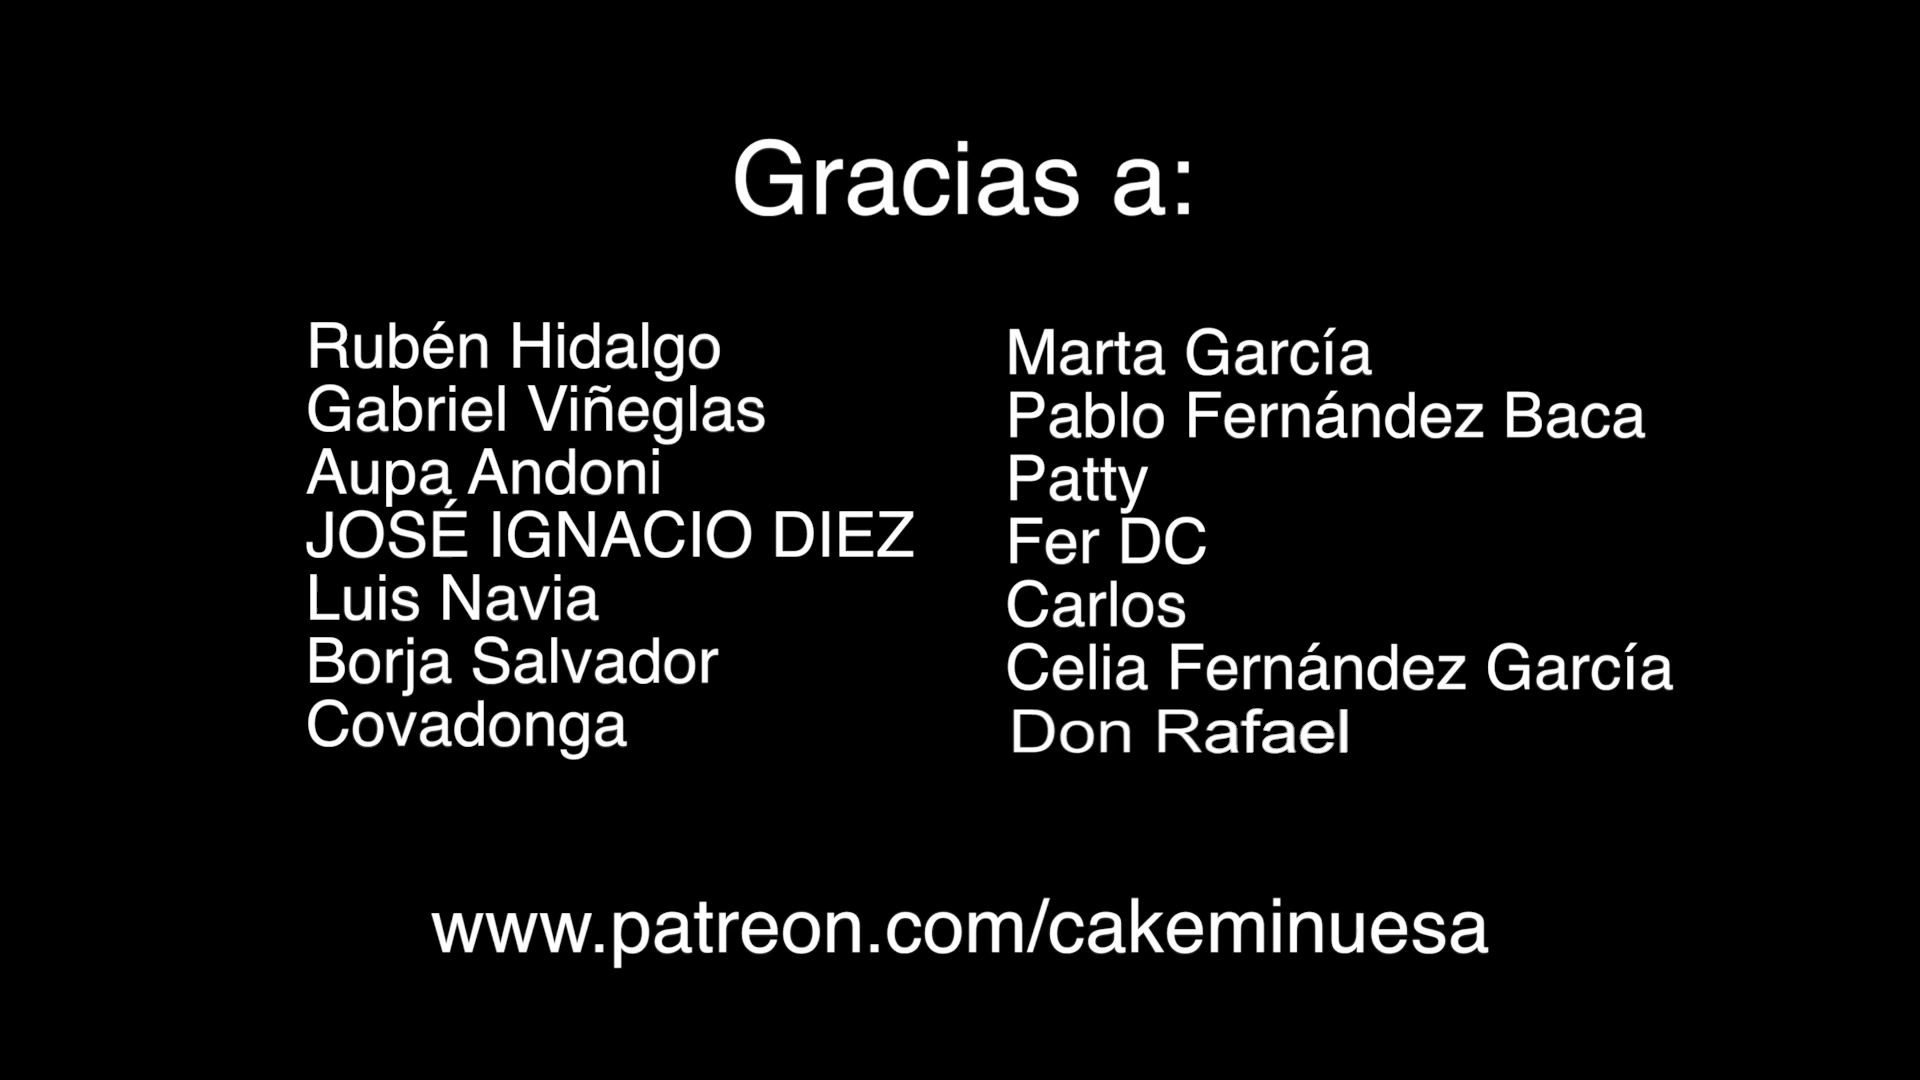 Gracias a:
Rubén Hidalgo
Gabriel Viñeglas
Aupa Andoni
JOSÉ IGNACIO DIEZ
Luis Navia
Borja Salvador
Covadonga
Marta García
Pablo Fernández Baca
Patty
Fer DC
Carlos
Celia Fernández García
Don Rafael
www.patreon.com/cakeminuesa